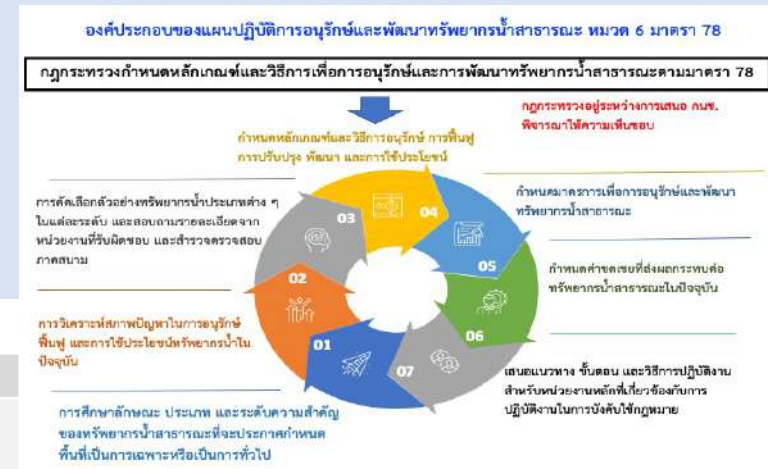 องค์ประกอบของแผนปฏิบัติการอนุรักษ์และพัฒนาทรัพยากรน้ำสาธารณะ หมวด 6 มาตรา 78
กฎกระทรวงกำหนดหลักเกณฑ์และวิธีการเพื่อการอนุรักษ์และการพัฒนาทรัพยากรน้ำสาธารณะตามมาตรา 78
กฎกระทรวงอยู่ระหว่างการเสนอ กนช.
พิจารณาให้ความเห็นชอบ
กำหนดหลักเกณฑ์และวิธีการอนุรักษ์ การฟื้นฟู
การปรับปรุง พัฒนา และการใช้ประโยชน์
การคัดเลือกตัวอย่างทรัพยากรน้ำประเภทต่าง ๆ
ในแต่ละระดับ และสอบถามรายละเอียดจาก
หน่วยงานที่รับผิดชอบ และสำรวจตรวจสอบ
ภาคสนาม
กำหนดมาตรการเพื่อการอนุรักษ์และพัฒนา
ทรัพยากรน้ำสาธารณะ
03
04
05
กำหนดค่าชดเชยที่ส่งผลกระทบต่อ
ทรัพยากรน้ำสาธารณะในปัจจุบัน
02
การวิเคราะห์สภาพปัญหาในการอนุรักษ์
ฟื้นฟู และการใช้ประโยชน์ทรัพยากรน้ำใน
ปัจจุบัน
01
07
06
เสนอแนวทาง ขั้นตอน และวิธีการปฏิบัติงาน
สำหรับหน่วยงานหลักที่เกี่ยวข้องกับการ
ปฏิบัติงานในการบังคับใช้กฎหมาย
การศึกษาลักษณะ ประเภท และระดับความสำคัญ
ของทรัพยากรน้ำสาธารณะที่จะประกาศกำหนด
พื้นที่เป็นการเฉพาะหรือเป็นการทั่วไป